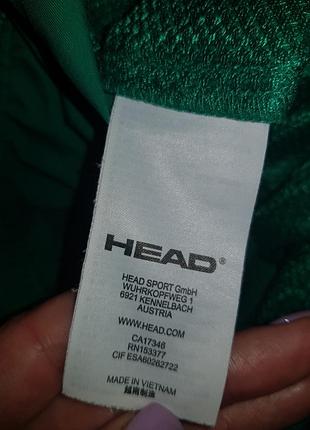 HEAD
HEAD SPORT GmbH
WUHRKOPFWEG 1
6921 KENNELBACH
AUSTRIA
WWW.HEAD.COM
CA17346
RN153377
CIF ESA60262722
MADE IN VIETNAM
越南制造